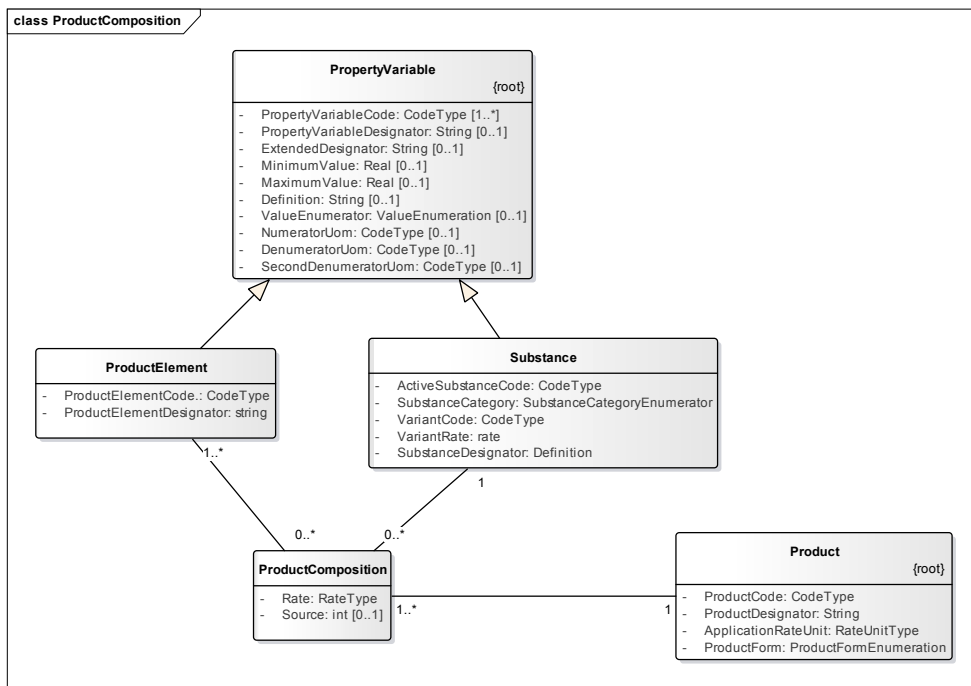 class ProductComposition
PropertyVariable
{root}
- PropertyVariableCode: CodeType [1..*]
- PropertyVariableDesignator: String [0..1]
- ExtendedDesignator: String [0..1]
- MinimumValue: Real [0..1]
- MaximumValue: Real [0..1]
- Definition: String [0..1]
- ValueEnumerator: ValueEnumeration [0..1]
- NumeratorUom: CodeType [0..1]
- DenumeratorUom: CodeType [0..1]
- SecondDenumeratorUom: CodeType [0..1]
ProductElement
- ProductElementCode.: CodeType
- ProductElementDesignator: string
Substance
- ActiveSubstanceCode: CodeType
- SubstanceCategory: SubstanceCategoryEnumerator
- VariantCode: CodeType
- VariantRate: rate
- SubstanceDesignator: Definition
1..*
1
0..*
0..*
ProductComposition
- Rate: RateType
- Source: int [0..1]
1..*
1
Product
{root}
- ProductCode: CodeType
- ProductDesignator: String
- ApplicationRateUnit: RateUnitType
- ProductForm: ProductFormEnumeration